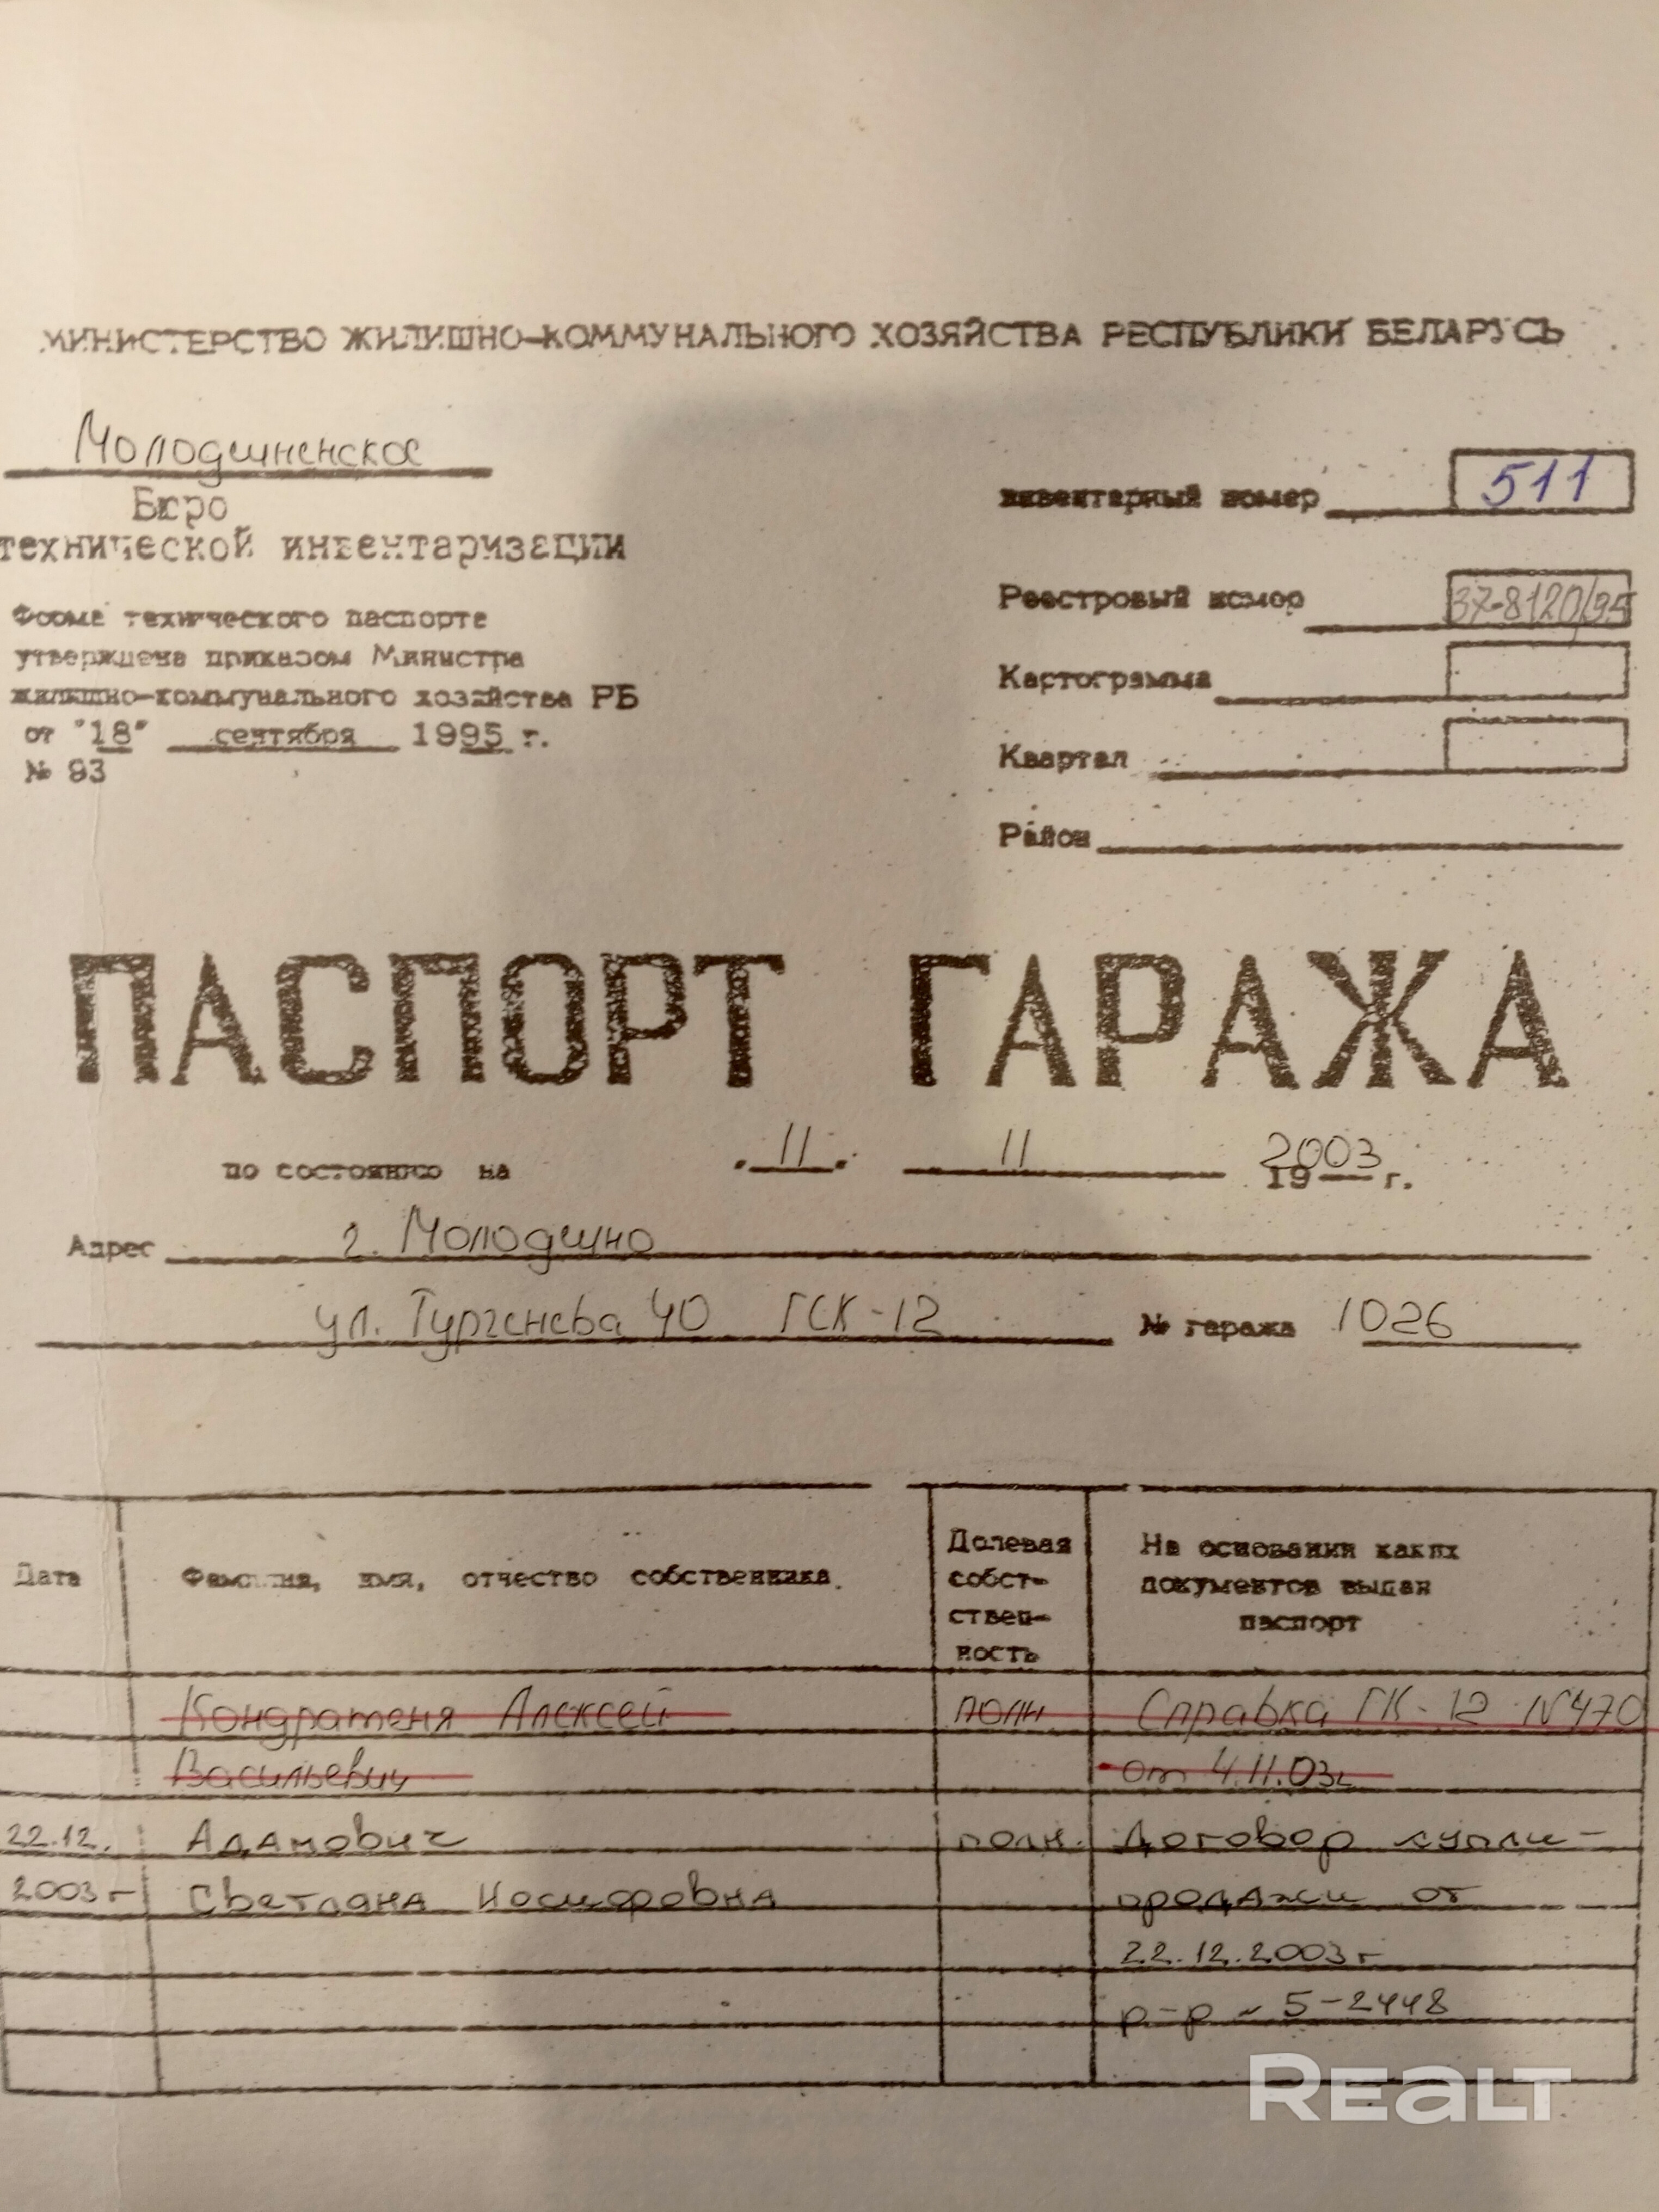 МИНИСТЕРСТВО ЖИЛИШНО-КОММУНАЛЬНОГО ХОЗЯЙСТВА РЕСПУБЛИКИ БЕЛАРУСЬ
Молодечненское
Бюро
технической инвентаризации
Форма технического паспорта
утверждена приказом Министра
жилищно-коммунального хозяйства РБ
от "18" сентября 1995 г.
№ 93
инвентарный номер 511
Реестровый номер 37-8120/95
Картограмма
Квартал
Район
ПАСПОРТ ГАРАЖА
по состоянию на "11" 11 2003 19 г.
Адрес г. Молодечно
ул. Тургенева 40 ГСК-12 № гаража 1026
Дата Фамилия, имя, отчество собственника. Долевая собст- ствен- ность На основании каких документов выдан паспорт
Кондратеня Алексей полн Справка ГК-12 №470
Васильевич от 4.11.03г
22.12. Адамович полн. Договор купли-
2003г Светлана Иосифовна продажи от
22.12.2003г
р-р № 5-2448
REALT